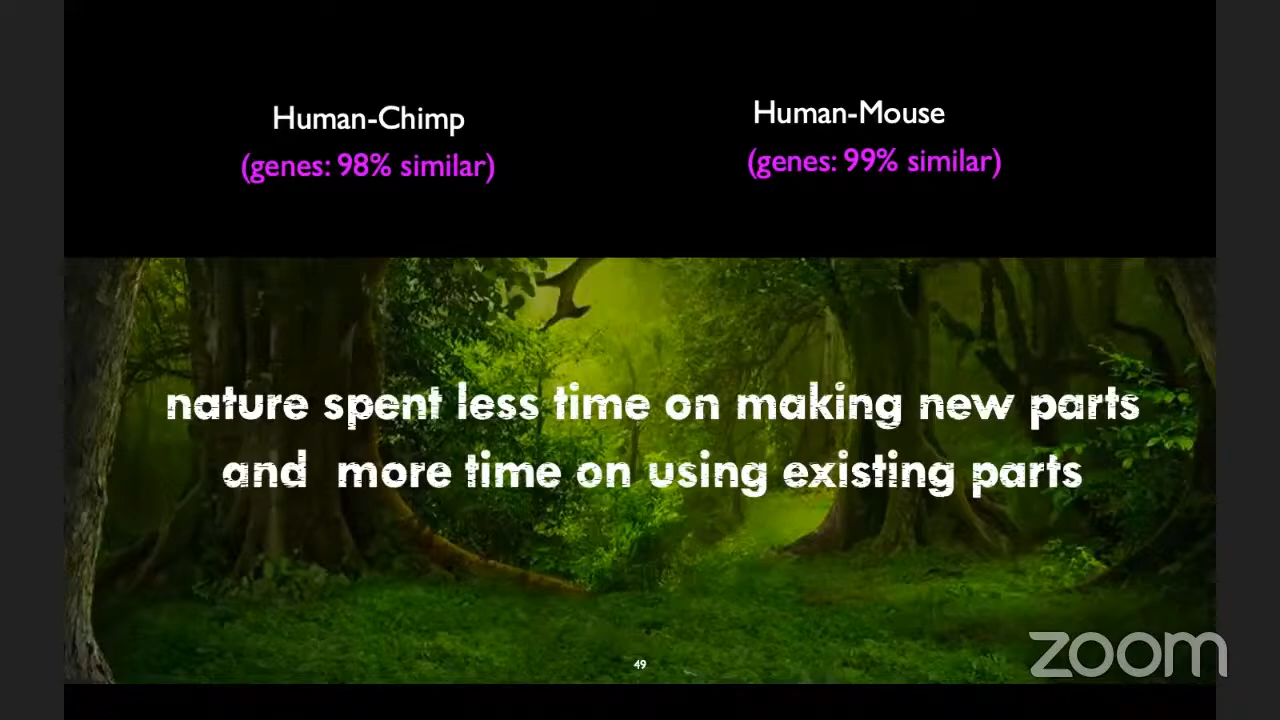 Human-Chimp
(genes: 98% similar)
Human-Mouse
(genes: 99% similar)
nature spent less time on making new parts
and more time on using existing parts
49
zoom